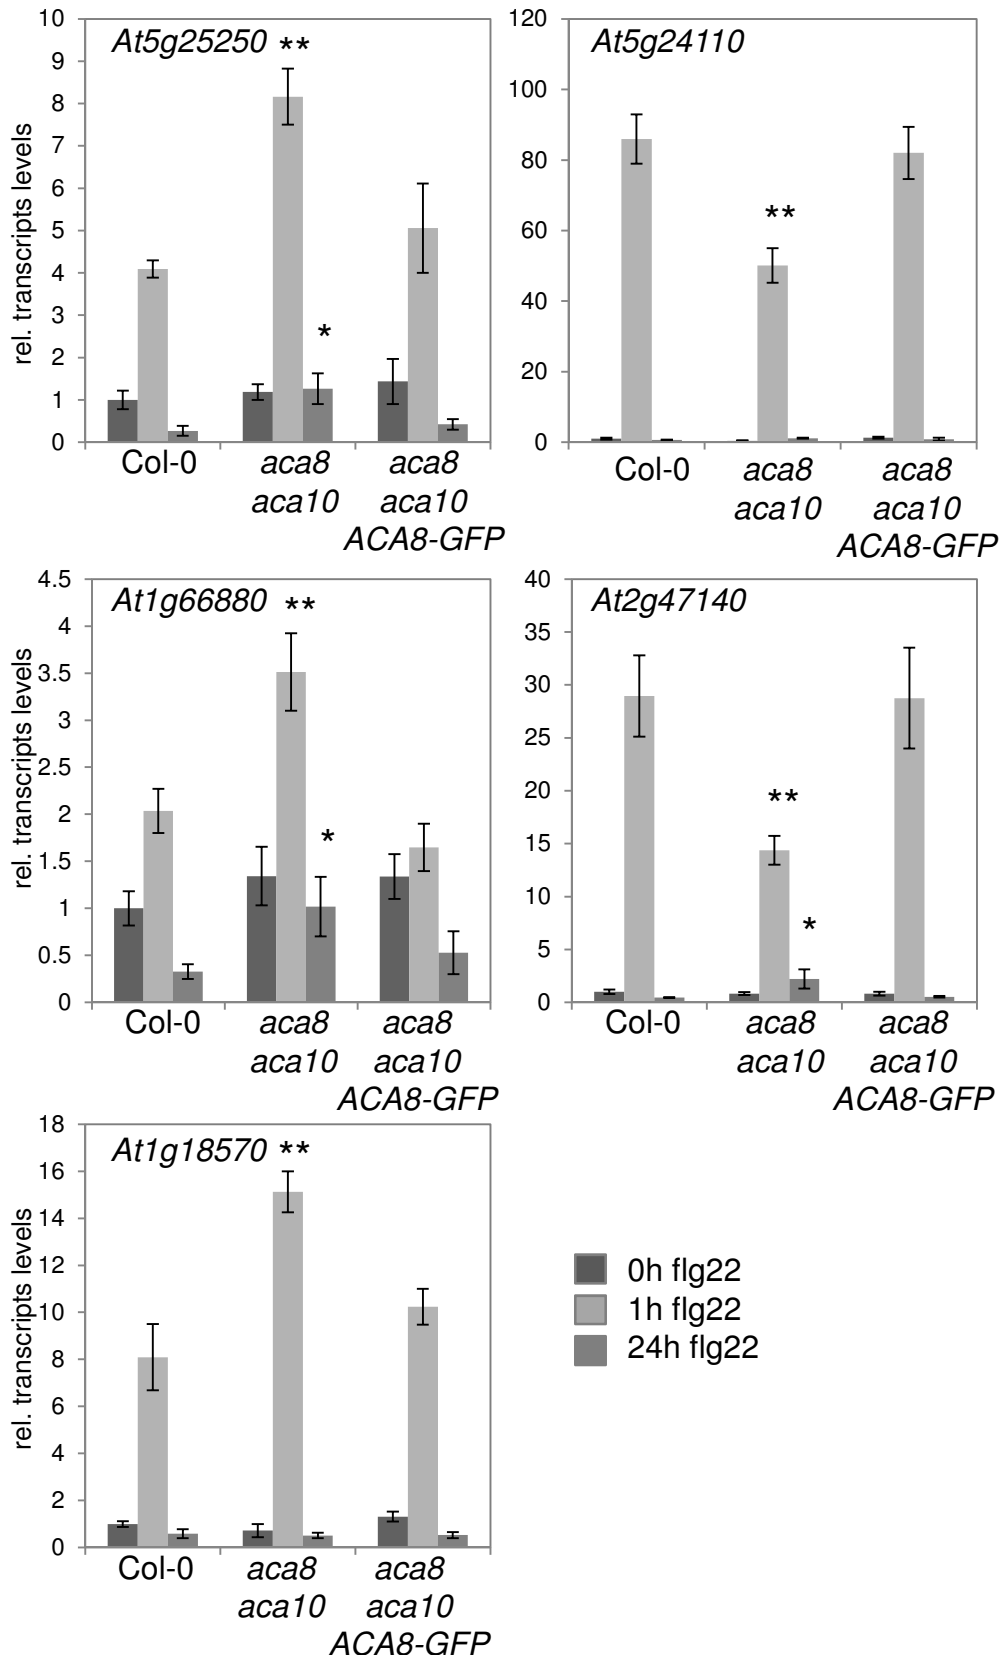 At5g25250 **
rel. transcripts levels
10
9
8
7
6
5
4
3
2
1
0
*
Col-0
aca8
aca10
aca8
aca10
ACA8-GFP
At5g24110
120
100
80
60
40
20
0
**
Col-0
aca8
aca10
aca8
aca10
ACA8-GFP
At1g66880 **
rel. transcripts levels
4.5
4
3.5
3
2.5
2
1.5
1
0.5
0
*
Col-0
aca8
aca10
aca8
aca10
ACA8-GFP
At2g47140
40
35
30
25
20
15
10
5
0
**
*
Col-0
aca8
aca10
aca8
aca10
ACA8-GFP
At1g18570 **
rel. transcripts levels
18
16
14
12
10
8
6
4
2
0
Col-0
aca8
aca10
aca8
aca10
ACA8-GFP
0h flg22
1h flg22
24h flg22